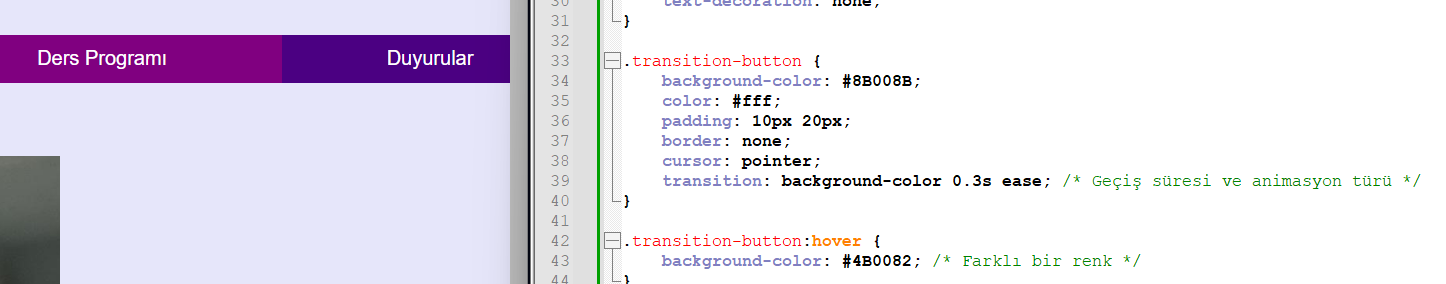 Ders Programı
Duyurular
30 text-decoration: none;
31 }
32
33 .transition-button {
34 background-color: #8B008B;
35 color: #fff;
36 padding: 10px 20px;
37 border: none;
38 cursor: pointer;
39 transition: background-color 0.3s ease; /* Geçiş süresi ve animasyon türü */
40 }
41
42 .transition-button:hover {
43 background-color: #4B0082; /* Farklı bir renk */
44 }